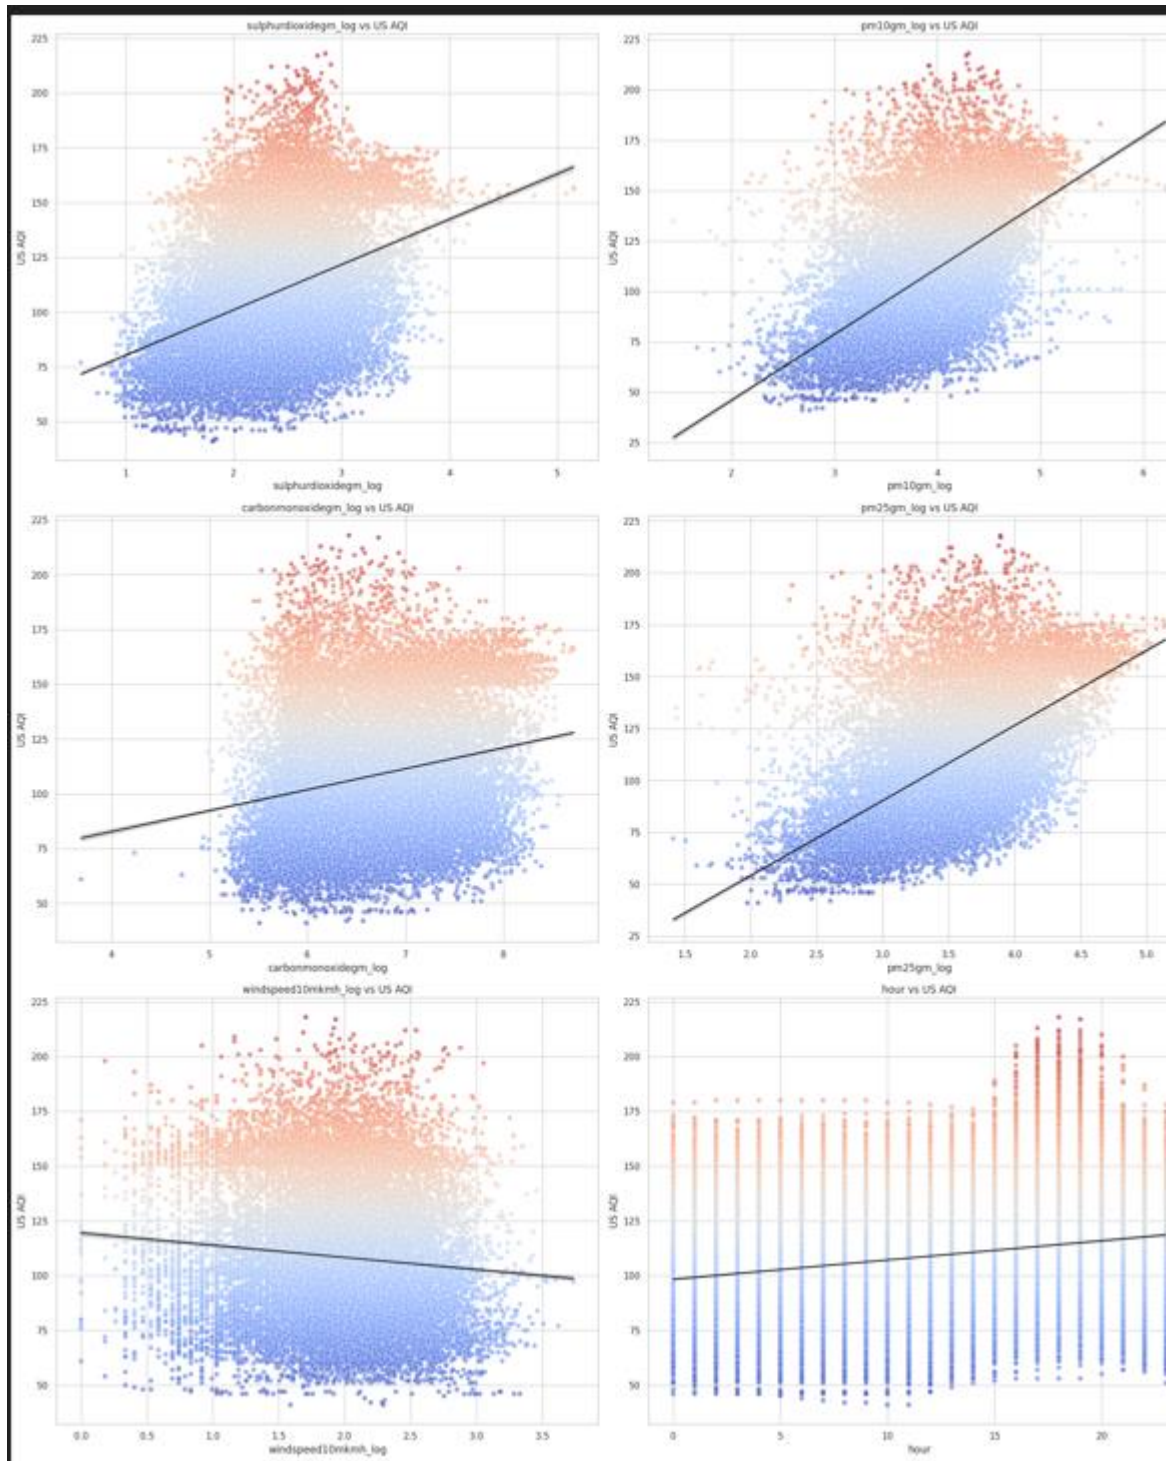 sulphurdioxidegm_log vs US AQI
225
200
175
150
125
100
75
50
US AQI
1 2 3 4 5
sulphurdioxidegm_log
pm10gm_log vs US AQI
225
200
175
150
125
100
75
50
25
US AQI
2 3 4 5 6
pm10gm_log
carbonmonoxidegm_log vs US AQI
225
200
175
150
125
100
75
50
US AQI
4 5 6 7 8
carbonmonoxidegm_log
pm25gm_log vs US AQI
225
200
175
150
125
100
75
50
25
US AQI
1.5 2.0 2.5 3.0 3.5 4.0 4.5 5.0
pm25gm_log
windspeed10mkmh_log vs US AQI
225
200
175
150
125
100
75
50
US AQI
0.0 0.5 1.0 1.5 2.0 2.5 3.0 3.5
windspeed10mkmh_log
hour vs US AQI
225
200
175
150
125
100
75
50
US AQI
0 5 10 15 20
hour